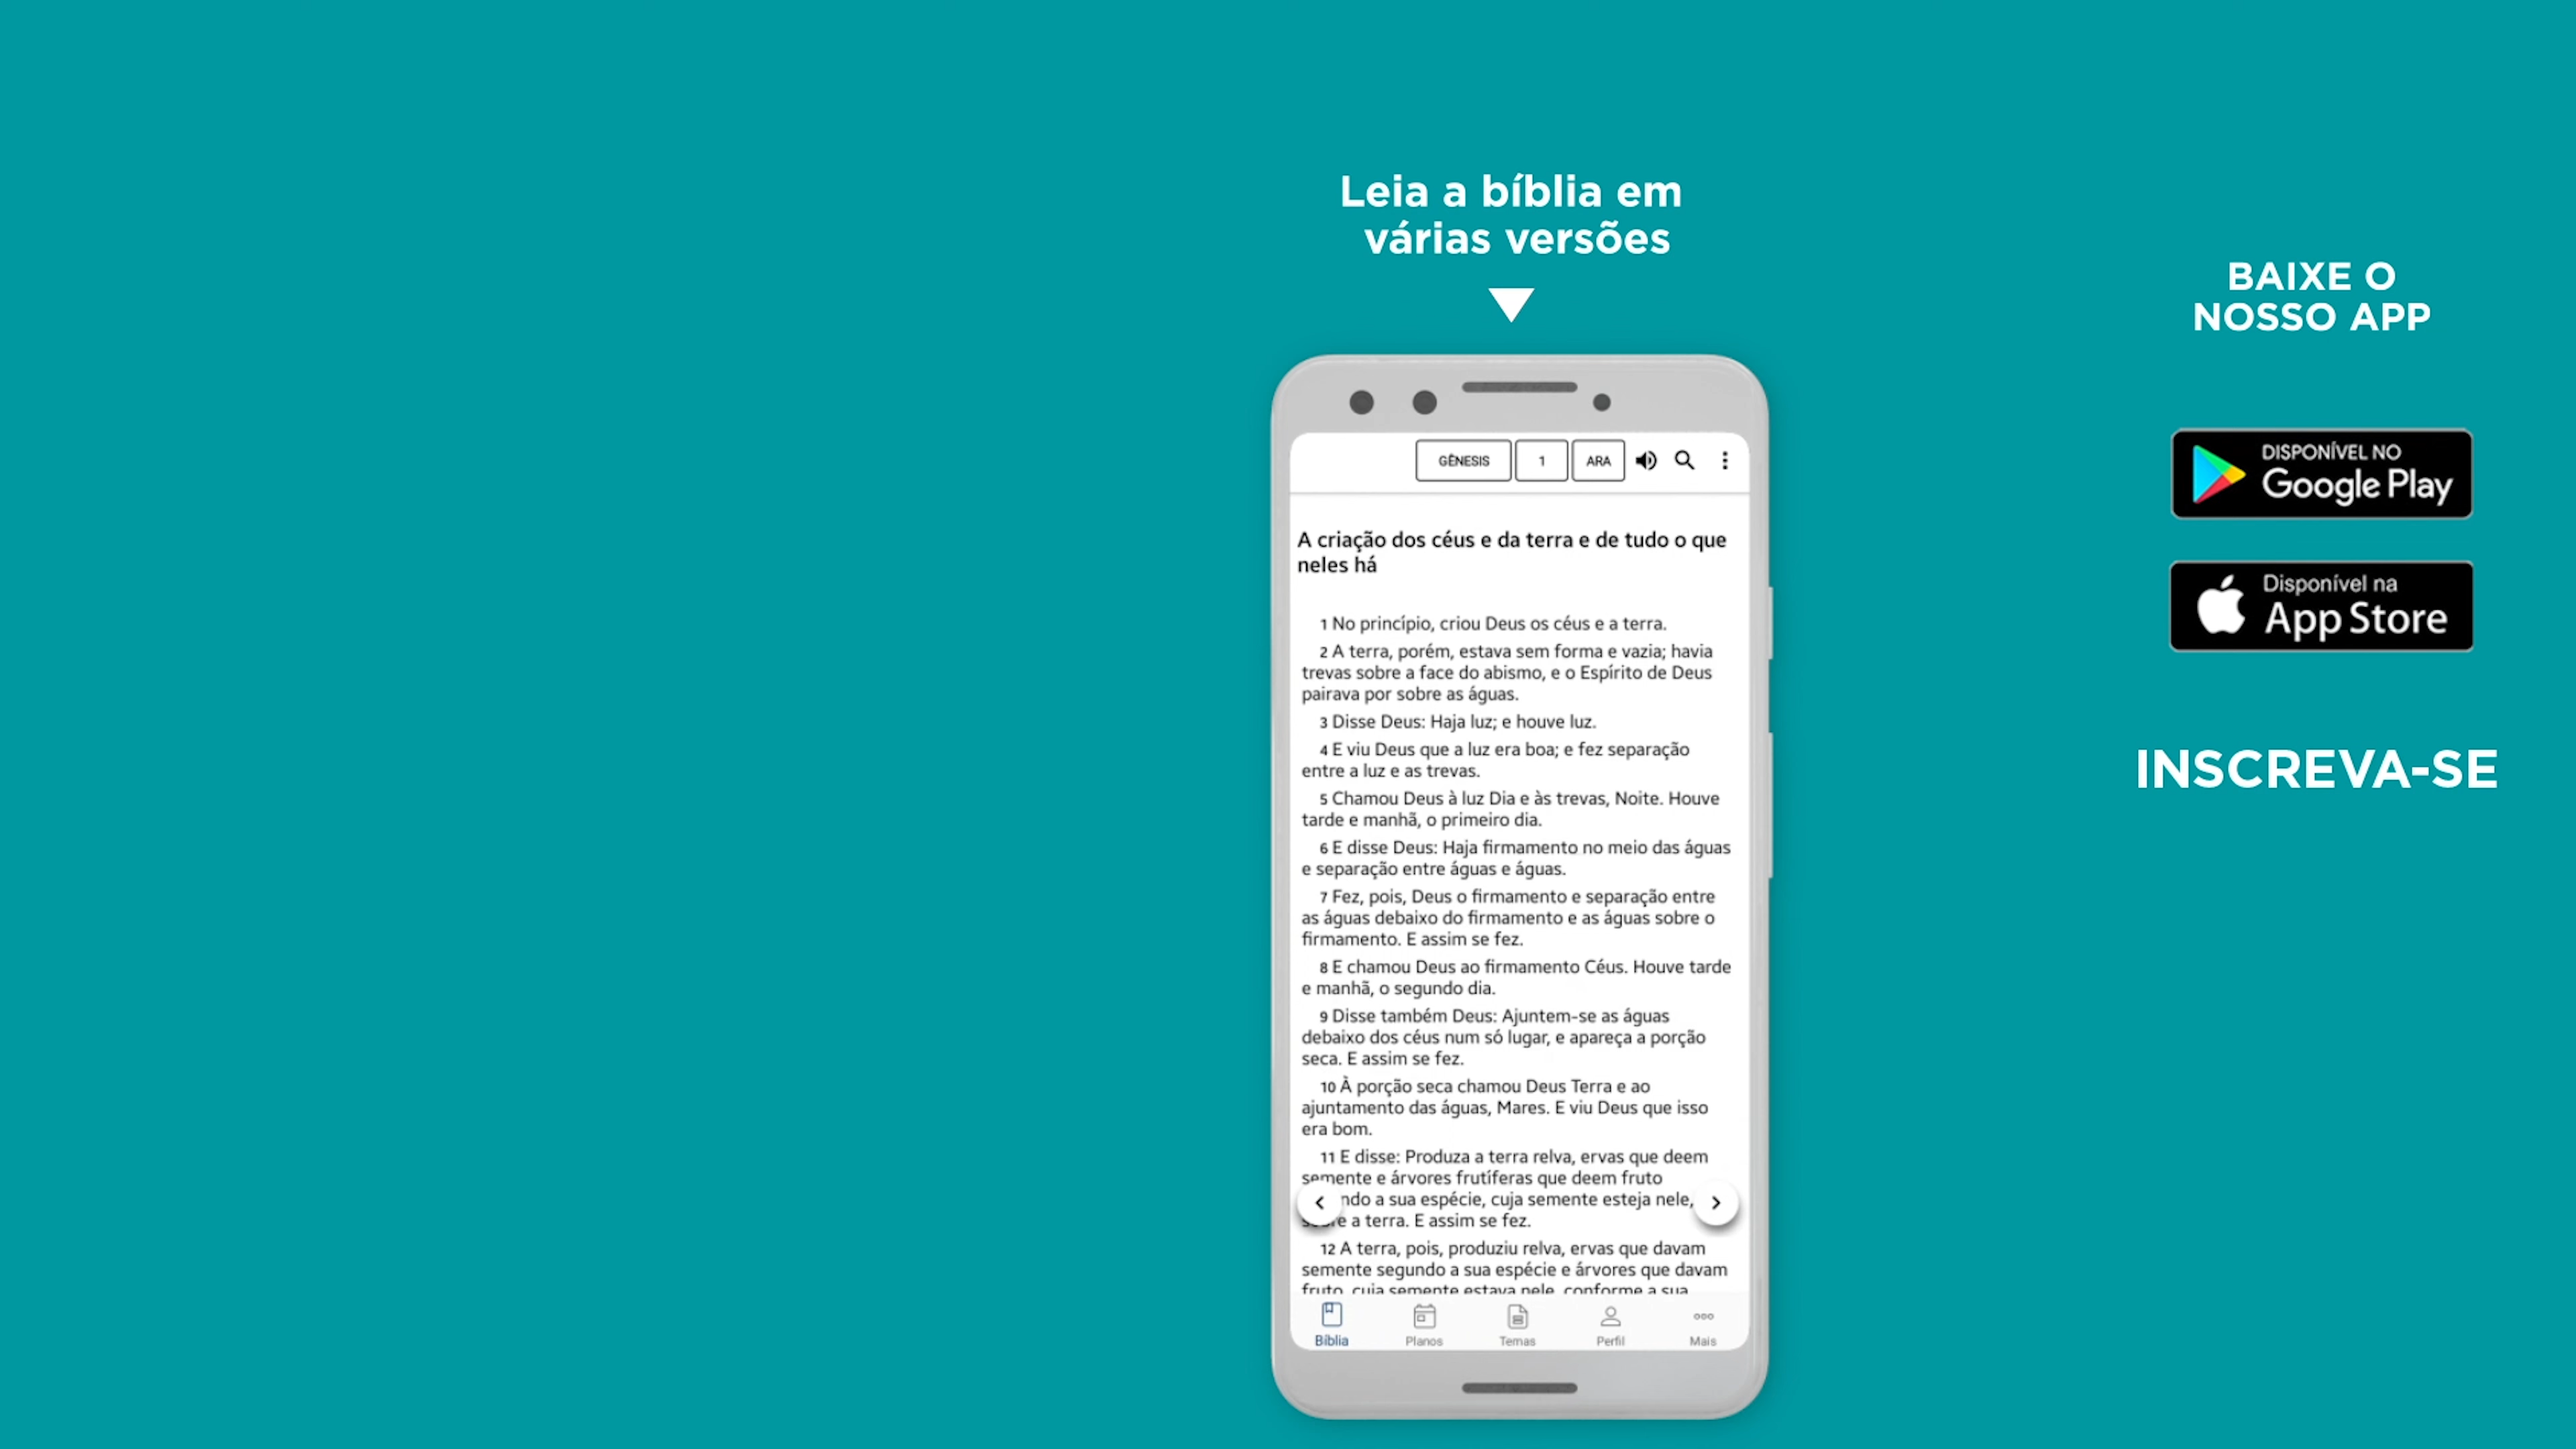 Leia a bíblia em
várias versões
GÊNESIS 1 ARA
A criação dos céus e da terra e de tudo o que
neles há
1 No princípio, criou Deus os céus e a terra.
2 A terra, porém, estava sem forma e vazia; havia
trevas sobre a face do abismo, e o Espírito de Deus
pairava por sobre as águas.
3 Disse Deus: Haja luz; e houve luz.
4 E viu Deus que a luz era boa; e fez separação
entre a luz e as trevas.
5 Chamou Deus à luz Dia e às trevas, Noite. Houve
tarde e manhã, o primeiro dia.
6 E disse Deus: Haja firmamento no meio das águas
e separação entre águas e águas.
7 Fez, pois, Deus o firmamento e separação entre
as águas debaixo do firmamento e as águas sobre o
firmamento. E assim se fez.
8 E chamou Deus ao firmamento Céus. Houve tarde
e manhã, o segundo dia.
9 Disse também Deus: Ajuntem-se as águas
debaixo dos céus num só lugar, e apareça a porção
seca. E assim se fez.
10 À porção seca chamou Deus Terra e ao
ajuntamento das águas, Mares. E viu Deus que isso
era bom.
11 E disse: Produza a terra relva, ervas que deem
semente e árvores frutíferas que deem fruto
a sua espécie, cuja semente esteja nele,
a terra. E assim se fez.
12 A terra, pois, produziu relva, ervas que davam
semente segundo a sua espécie e árvores que davam
fruto, cuja semente estava nele, conforme a sua
Bíblia Planos Temas Perfil Mais
BAIXE O
NOSSO APP
DISPONÍVEL NO
Google Play
Disponível na
App Store
INSCREVA-SE